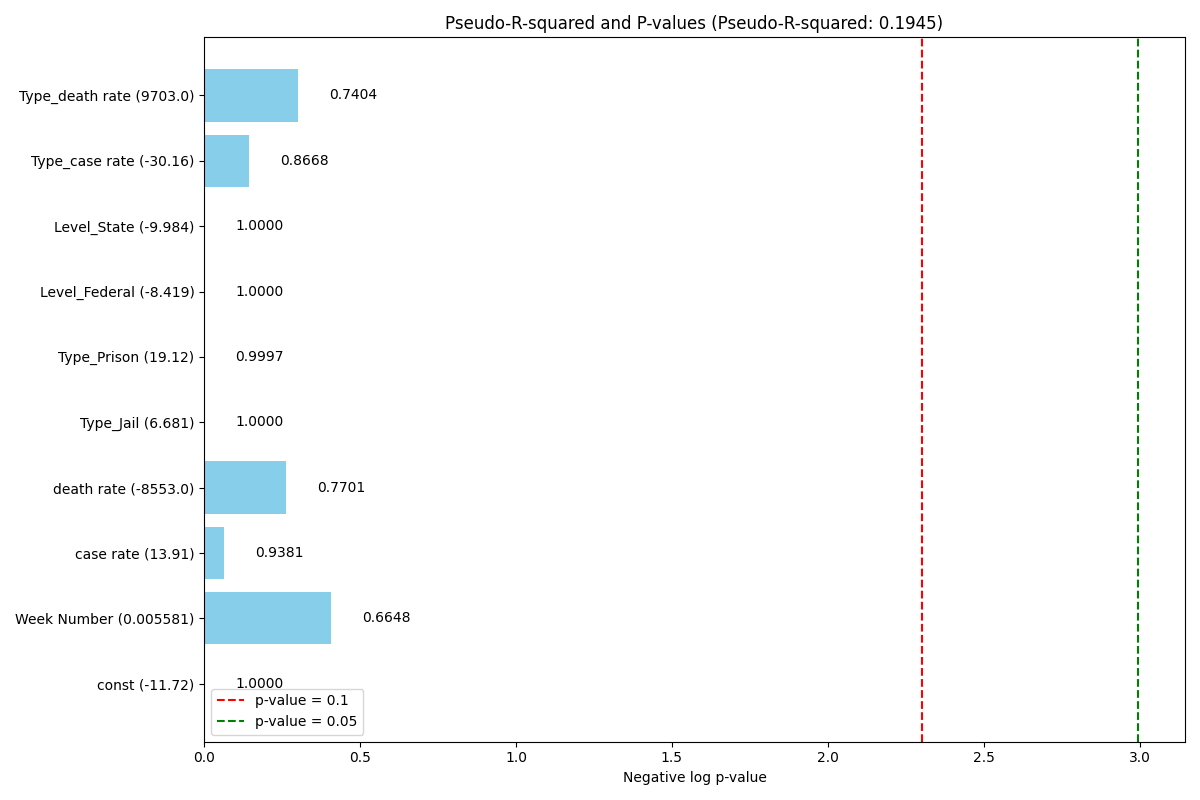 Pseudo-R-squared and P-values (Pseudo-R-squared: 0.1945)
Type_death rate (9703.0) 0.7404
Type_case rate (-30.16) 0.8668
Level_State (-9.984) 1.0000
Level_Federal (-8.419) 1.0000
Type_Prison (19.12) 0.9997
Type_Jail (6.681) 1.0000
death rate (-8553.0) 0.7701
case rate (13.91) 0.9381
Week Number (0.005581) 0.6648
const (-11.72) 1.0000
p-value = 0.1
p-value = 0.05
0.0 0.5 1.0 1.5 2.0 2.5 3.0
Negative log p-value